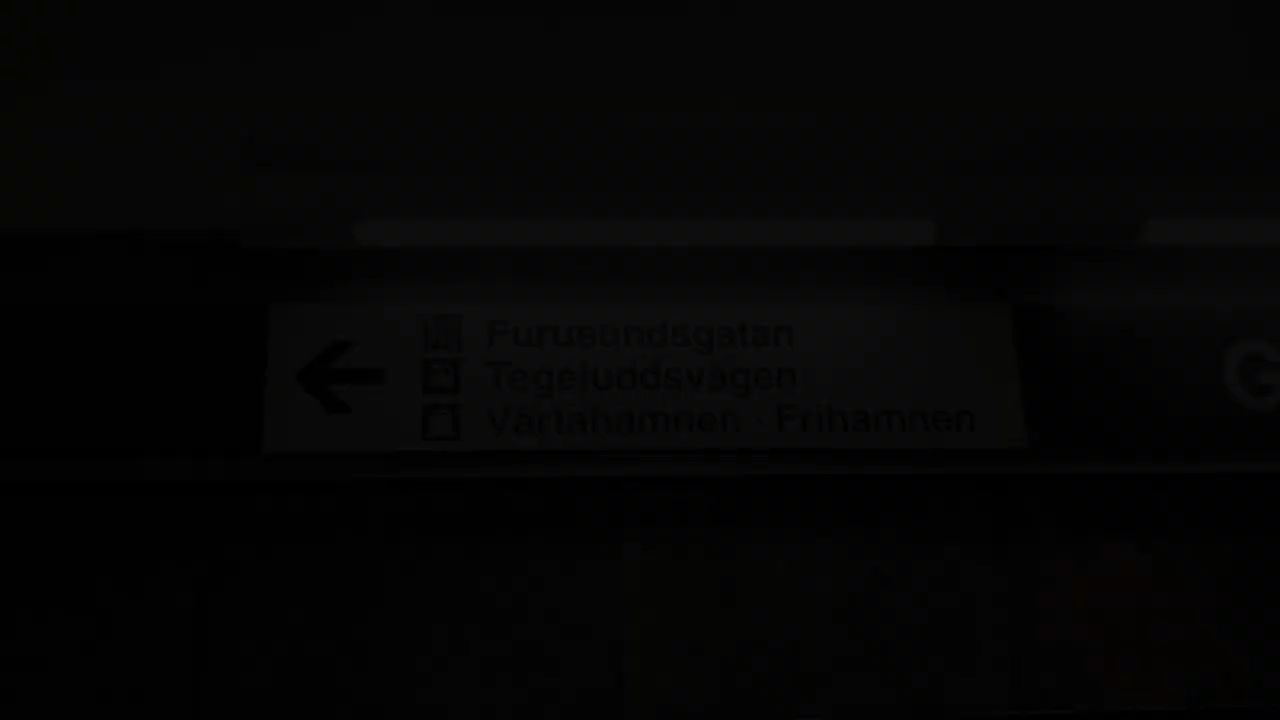 Furusundsgatan
Tegeluddsvägen
Värtahamnen · Frihamnen
G